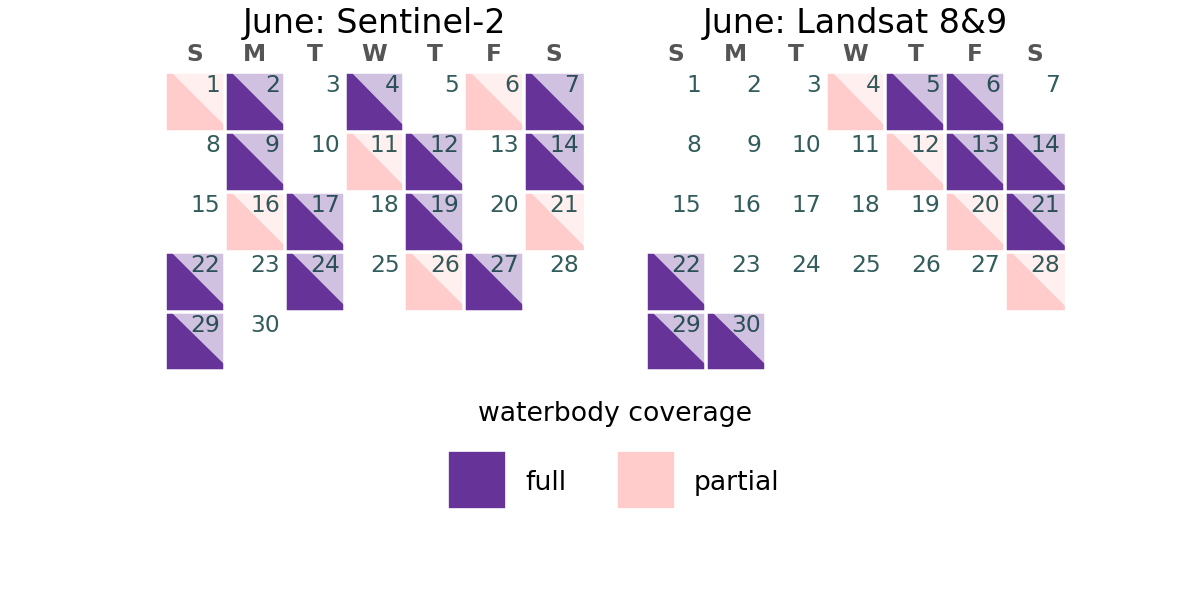 June: Sentinel-2
S M T W T F S
1 2 3 4 5 6 7
8 9 10 11 12 13 14
15 16 17 18 19 20 21
22 23 24 25 26 27 28
29 30
June: Landsat 8&9
S M T W T F S
1 2 3 4 5 6 7
8 9 10 11 12 13 14
15 16 17 18 19 20 21
22 23 24 25 26 27 28
29 30
waterbody coverage
full partial